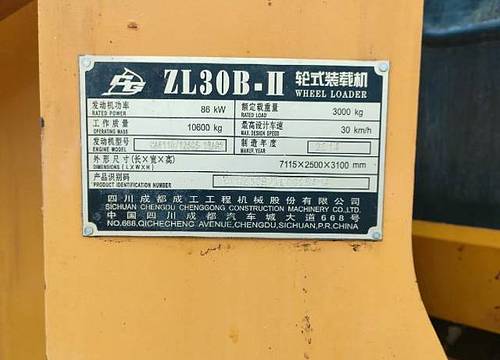 ZL30B-II 轮式装载机
WHEEL LOADER
发动机功率 86 kW 额定载重量 3000 kg
RATED POWER RATED LOAD
工作质量 10600 kg 最高设计车速 30 km/h
OPERATING MASS MAX.DESIGN SPEED
发动机型号 制造年度
MAKER.YEAR
外形尺寸(长×宽×高) 7115×2500×3100 mm
DIMENSIONS (L×W×H)
产品识别码
PRODUCT IDENTIFICATION NUMBER
四川成都成工工程机械股份有限公司
SICHUAN CHENGDU CHENGGONG CONSTRUCTION MACHINERY CO.,LTD.
中国四川成都汽车城大道668号
NO.668,QICHECHENG AVENUE,CHENGDU,SICHUAN,P.R.CHINA